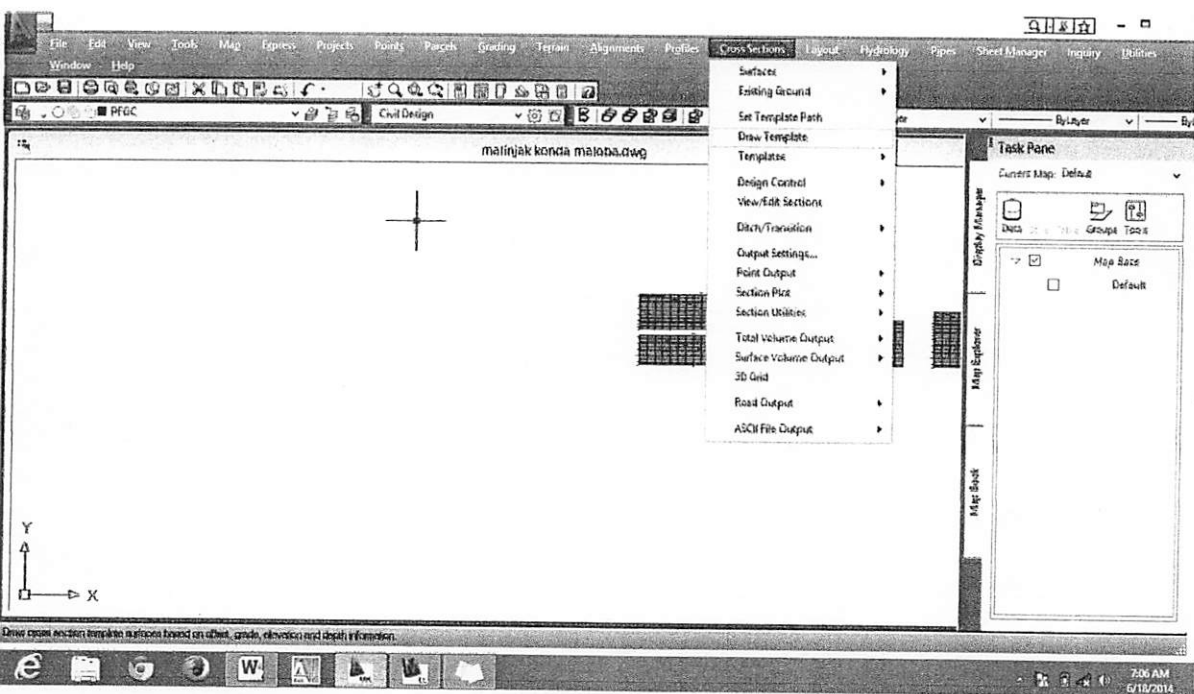 File Edit View Tools Map Express Projects Points Parcels Grading Terrain Alignments Profiles Cross Sections Layout Hydrology Pipes Sheet Manager Inquiry Utilities
Window Help
PFGC
Civil Design
ByLayer
malinjak konda maloba.dwg
Surfaces
Existing Ground
Set Template Path
Draw Template
Templates
Design Control
View/Edit Sections
Ditch/Transition
Output Settings...
Point Output
Section Plot
Section Utilities
Total Volume Output
Surface Volume Output
3D Grid
Road Output
ASCII File Output
Task Pane
Current Map: Default
Data
Groups Tools
Map Base
Default
Display Manager
Map Explorer
Map Book
Y
X
Draw cross section template surfaces based on offset, grade, elevation and depth information.
7:06 AM
6/18/2014